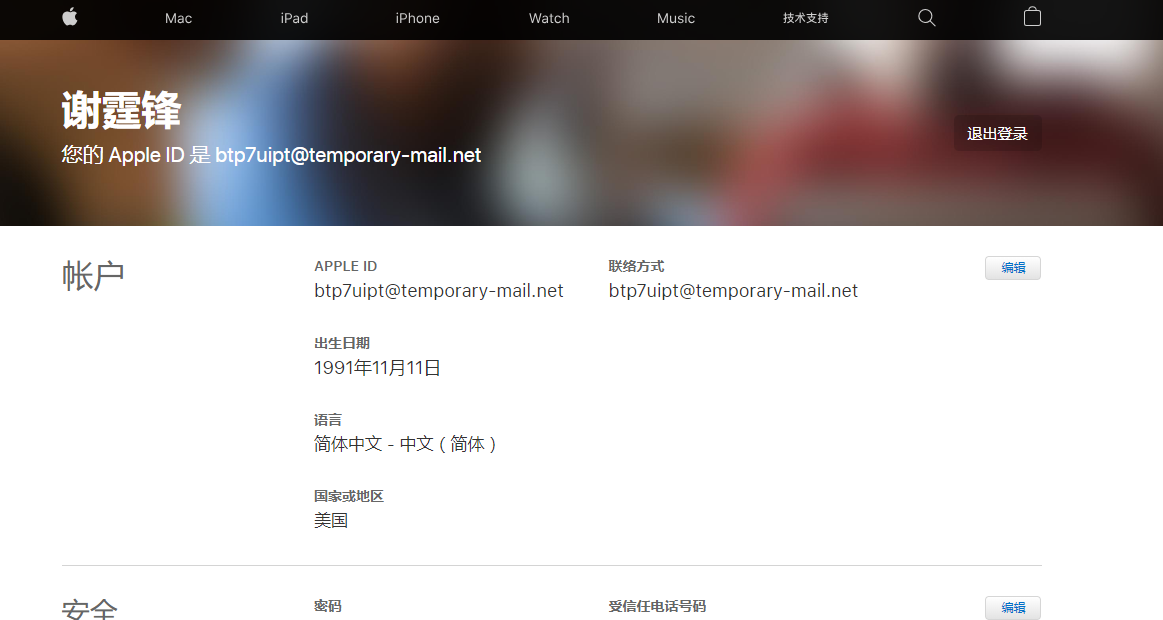 Mac iPad iPhone Watch Music 技术支持
谢霆锋
您的 Apple ID 是 btp7uipt@temporary-mail.net
退出登录
帐户
APPLE ID
btp7uipt@temporary-mail.net
联络方式
btp7uipt@temporary-mail.net
编辑
出生日期
1991年11月11日
语言
简体中文 - 中文 ( 简体 )
国家或地区
美国
安全
密码
受信任电话号码
编辑